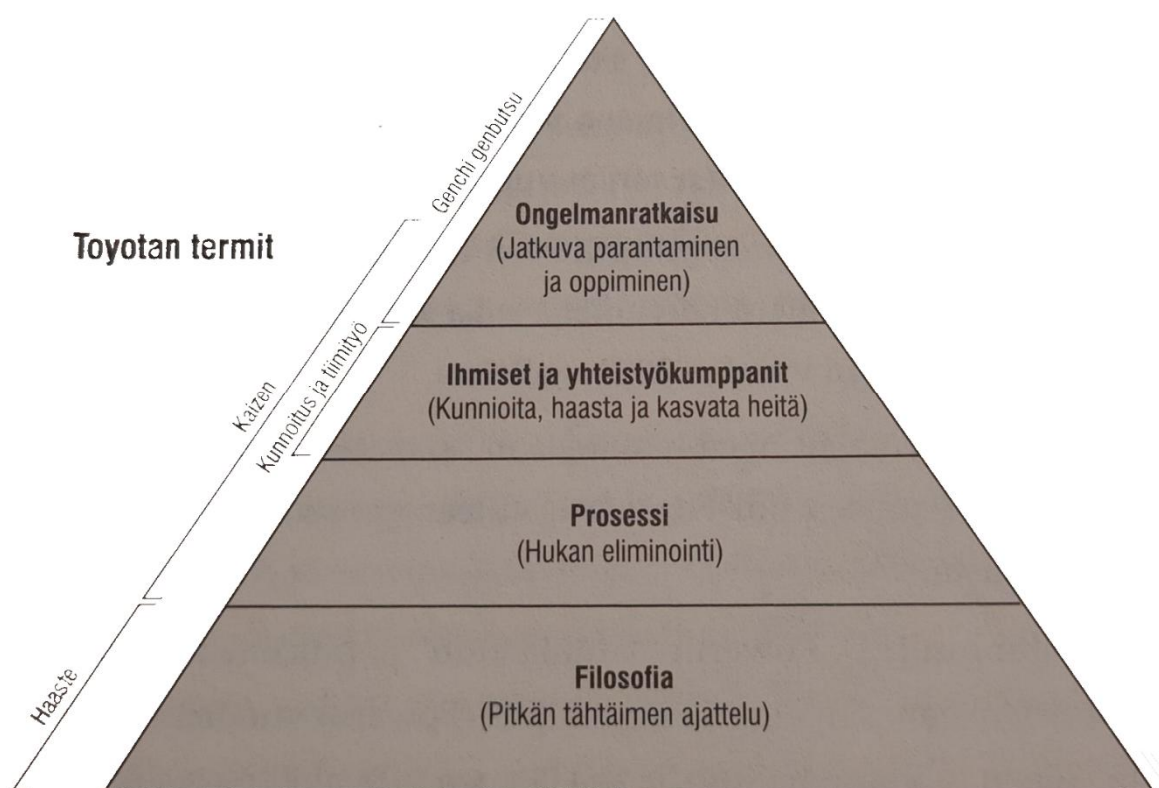 Toyotan termit
Genchi genbutsu
Kaizen
Kunnoitus ja tiimityö
Haaste
Ongelmanratkaisu
(Jatkuva parantaminen
ja oppiminen)
Ihmiset ja yhteistyökumppanit
(Kunnioita, haasta ja kasvata heitä)
Prosessi
(Hukan eliminointi)
Filosofia
(Pitkän tähtäimen ajattelu)